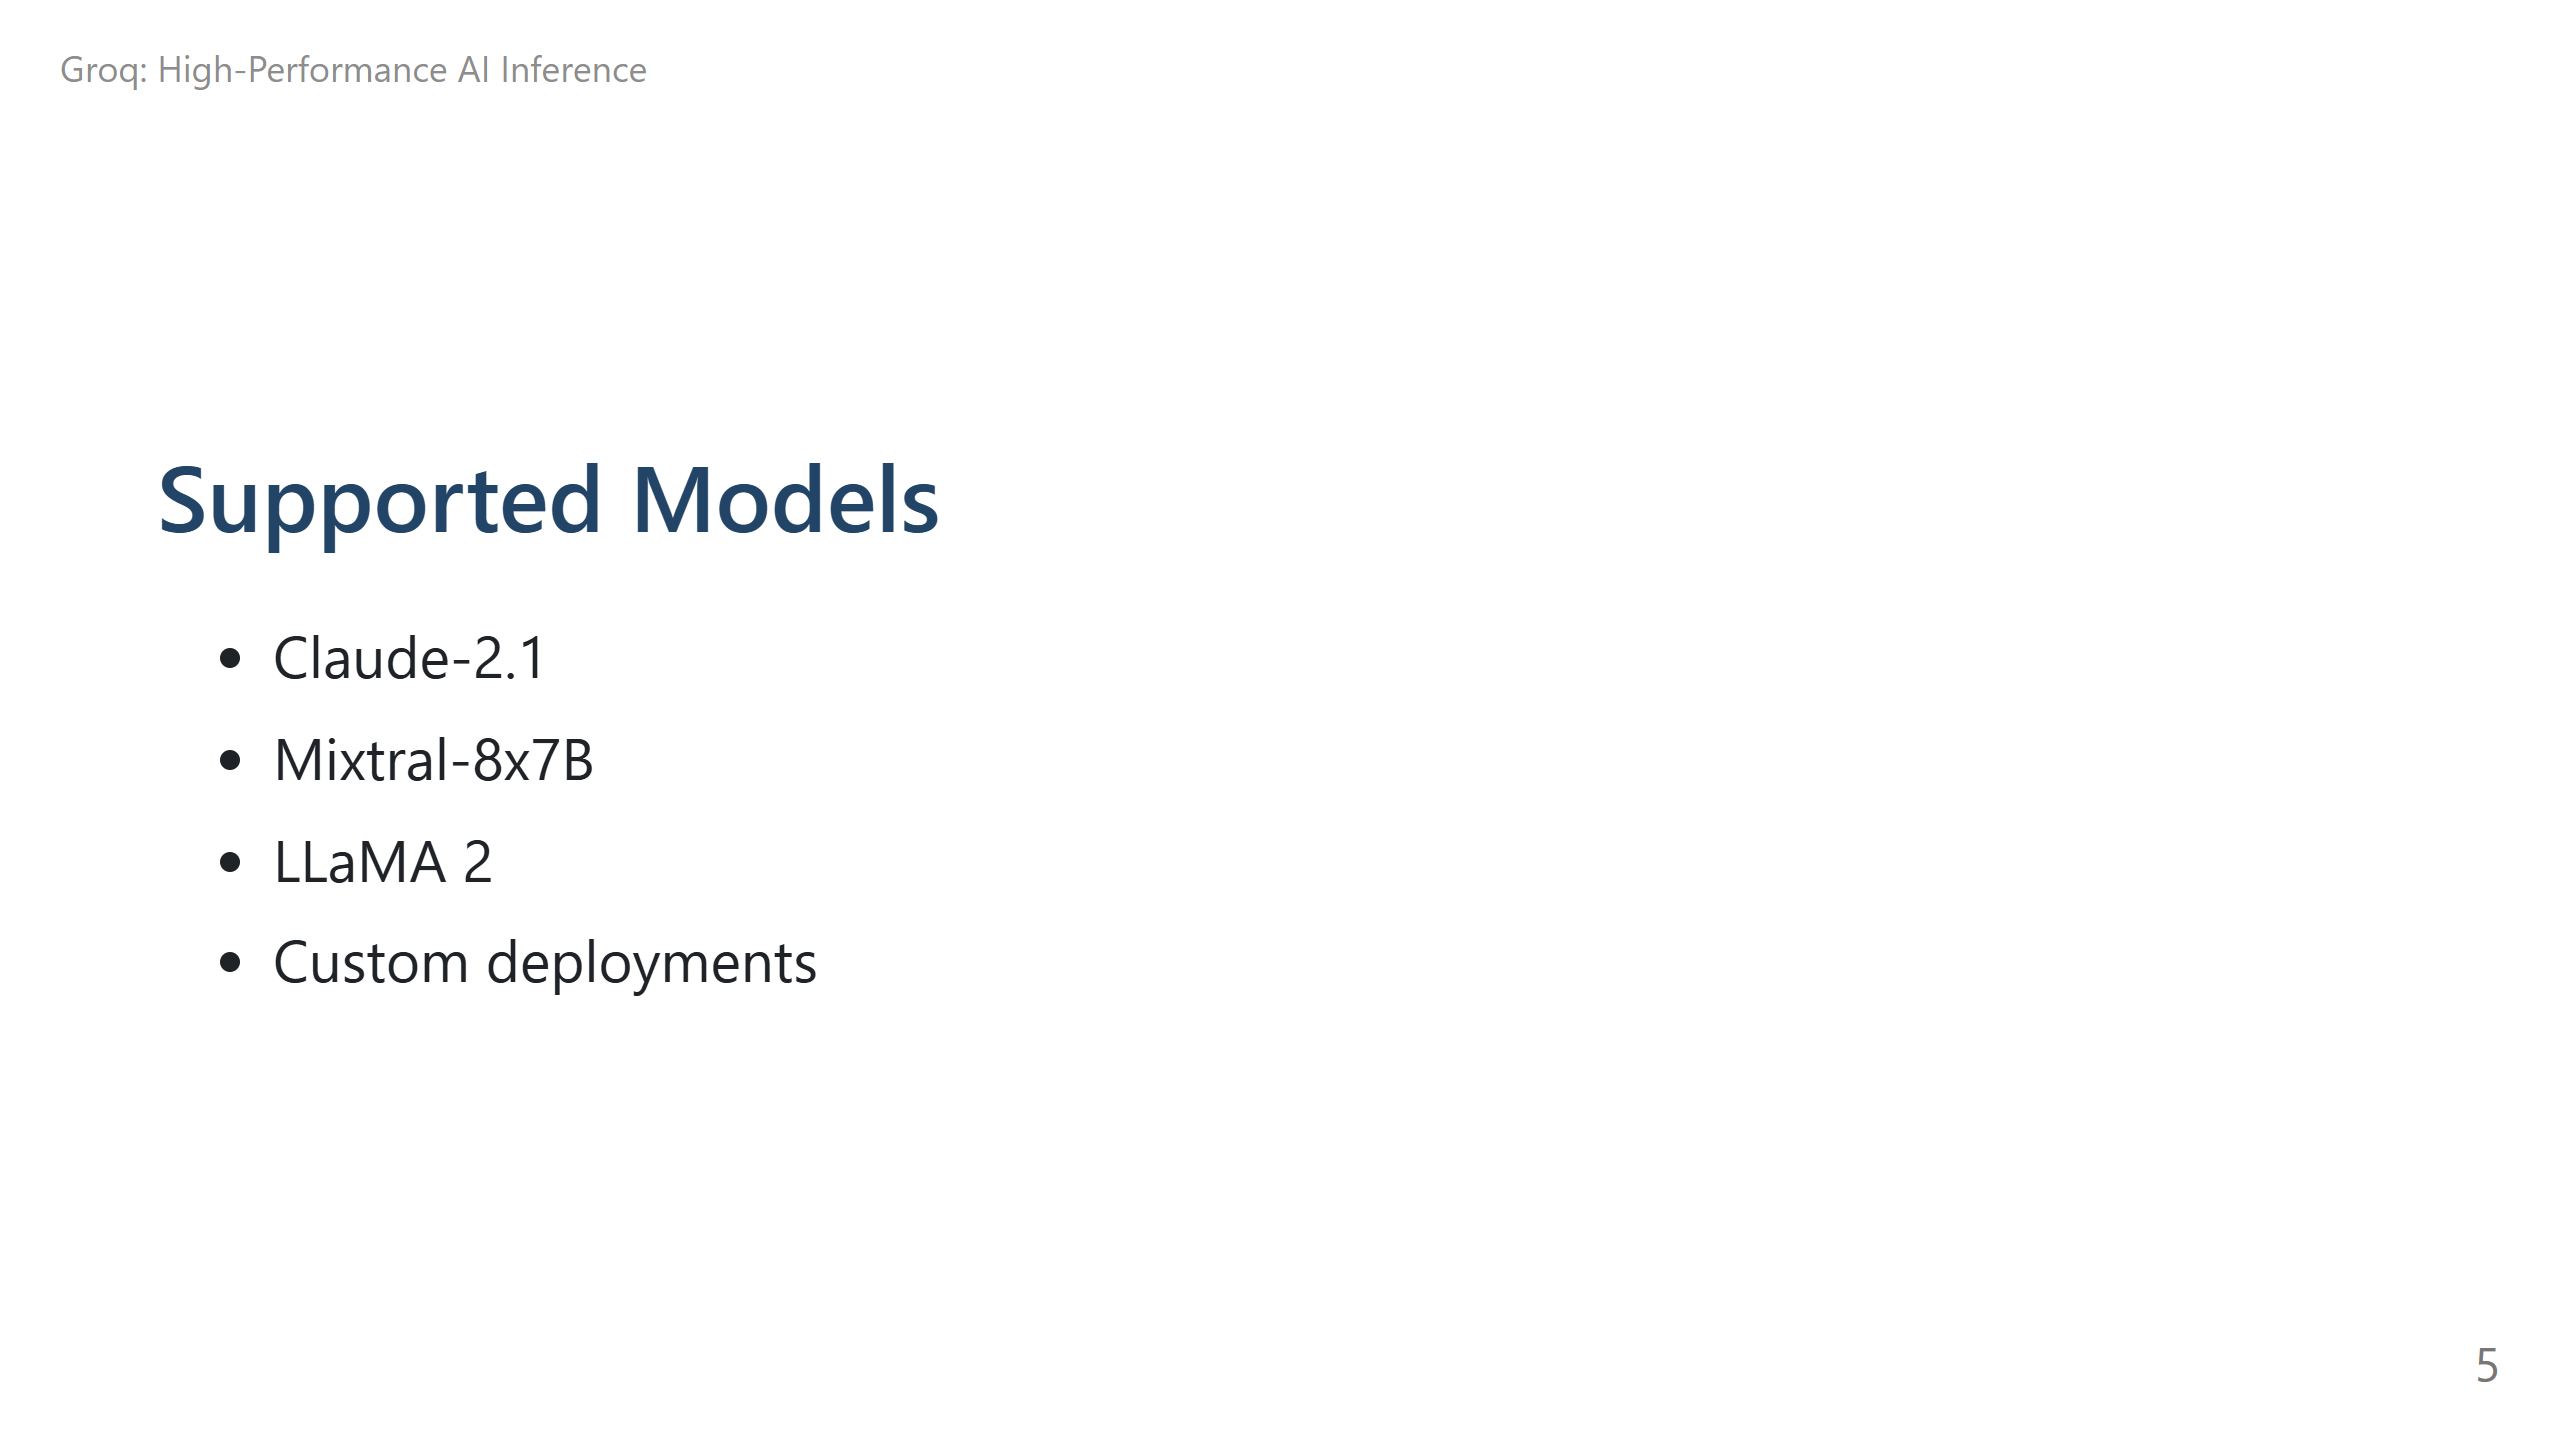 Groq: High-Performance AI Inference
Supported Models
• Claude-2.1
• Mixtral-8x7B
• LLaMA 2
• Custom deployments
5